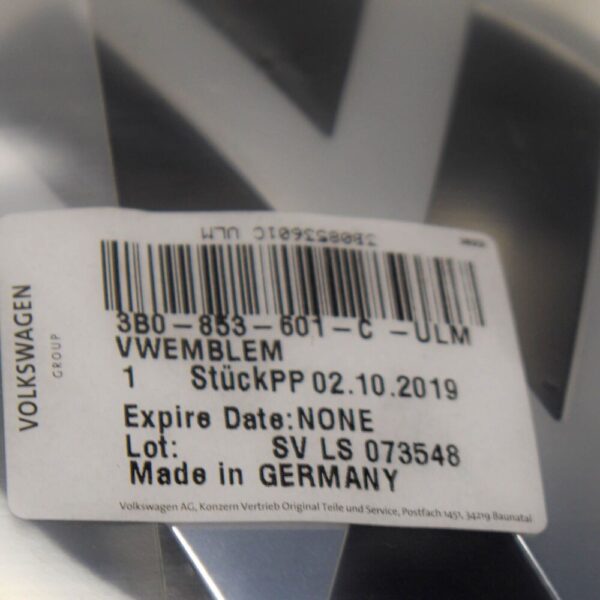 3B0853601C ULM
VOLKSWAGEN
GROUP
3B0-853-601-C -ULM
VWEMBLEM
1 StückPP 02.10.2019
Expire Date:NONE
Lot: SV LS 073548
Made in GERMANY
Volkswagen AG, Konzern Vertrieb Original Teile und Service, Postfach 1451, 34219 Baunatal